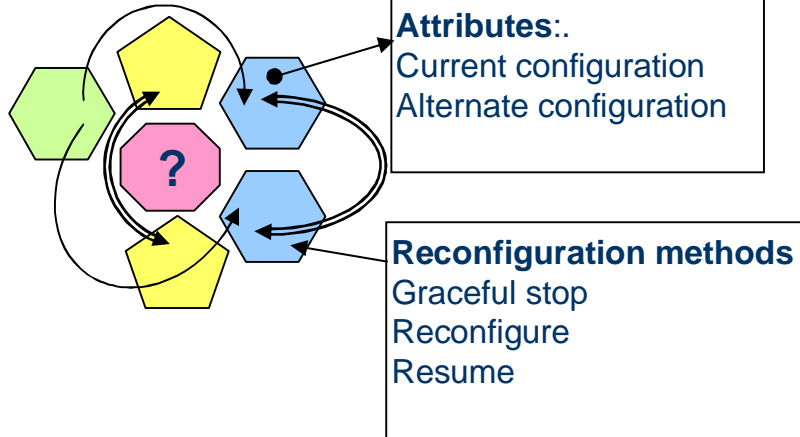 Attributes:.
Current configuration
Alternate configuration
?
Reconfiguration methods
Graceful stop
Reconfigure
Resume